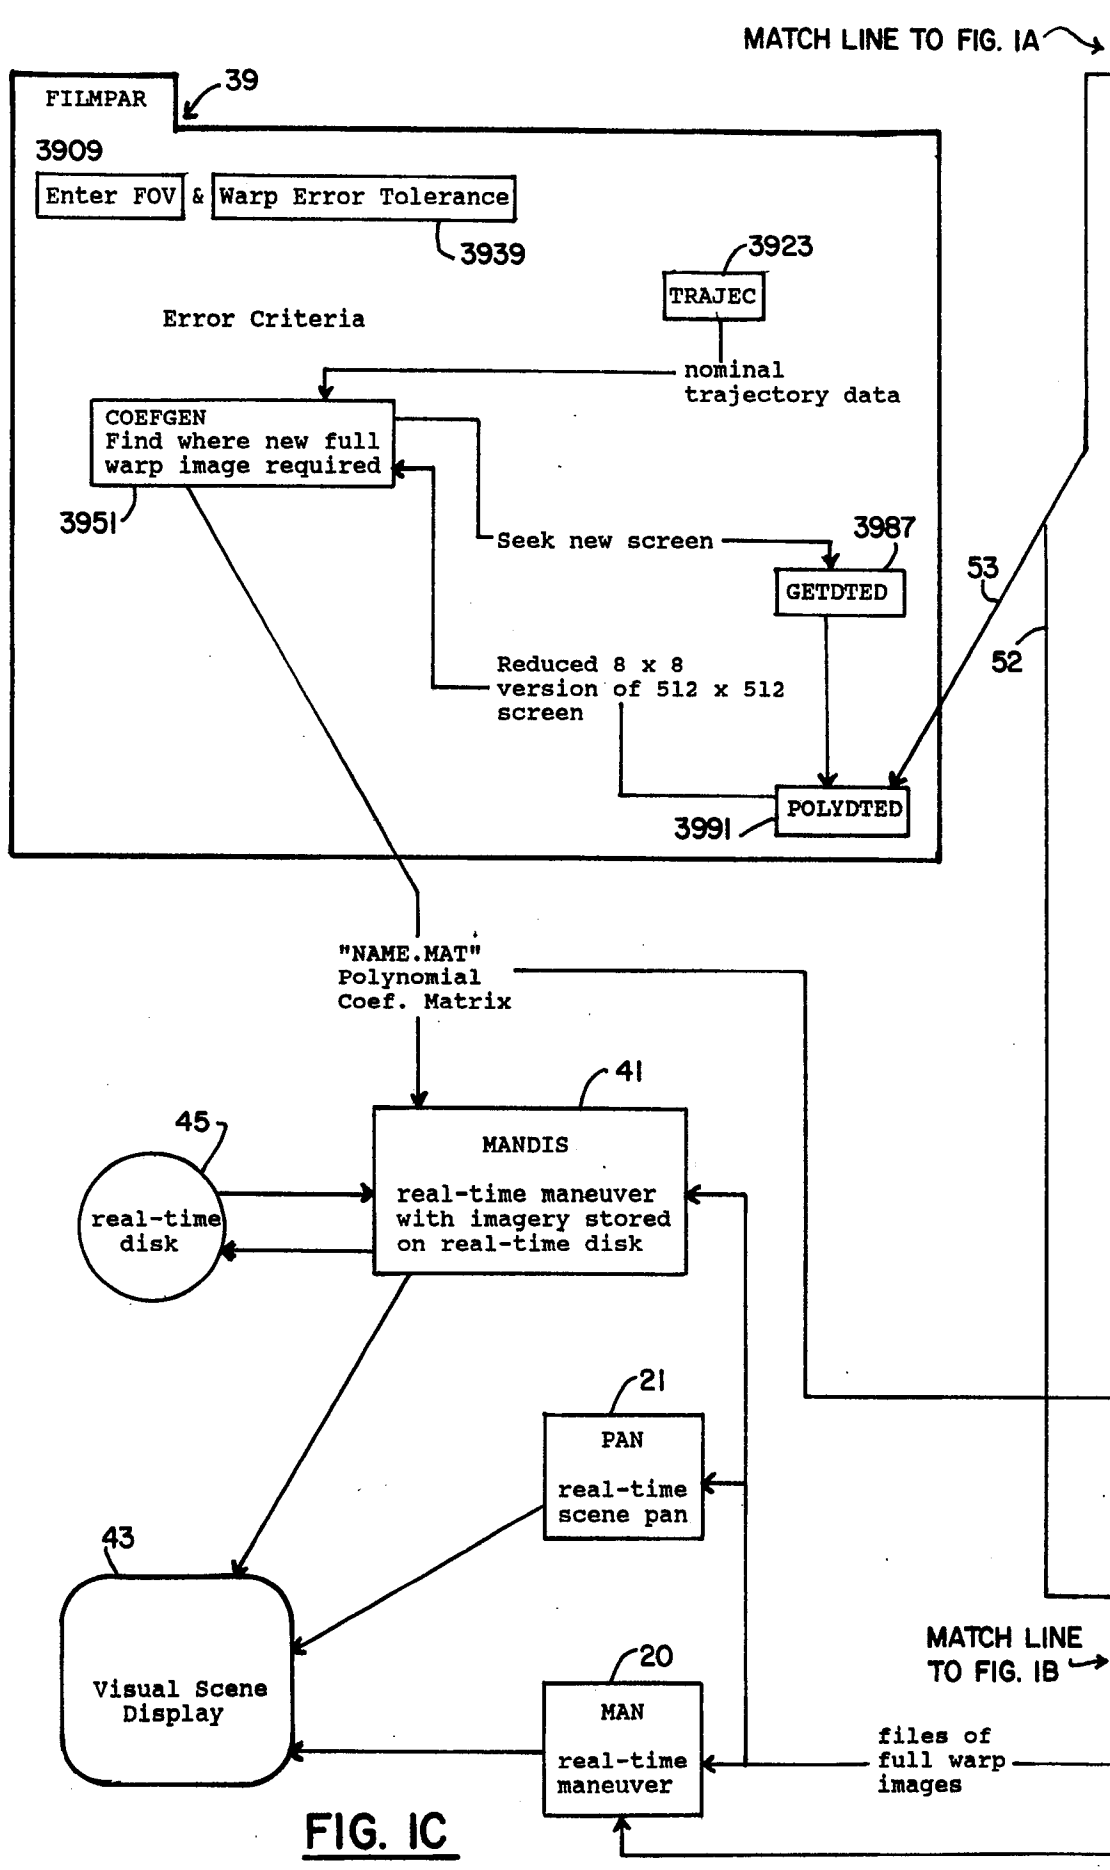 MATCH LINE TO FIG. 1A
FILMPAR
39
3909
Enter FOV & Warp Error Tolerance
3939
3923
TRAJEC
Error Criteria
nominal
trajectory data
COEFGEN
Find where new full
warp image required
3951
Seek new screen
3987
GETDTED
53
52
Reduced 8 x 8
version of 512 x 512
screen
POLYDTED
3991
"NAME.MAT"
Polynomial
Coef. Matrix
41
45
MANDIS
real-time maneuver
with imagery stored
on real-time disk
real-time
disk
21
PAN
real-time
scene pan
43
Visual Scene
Display
20
MAN
real-time
maneuver
MATCH LINE
TO FIG. 1B
files of
full warp
images
FIG. 1C